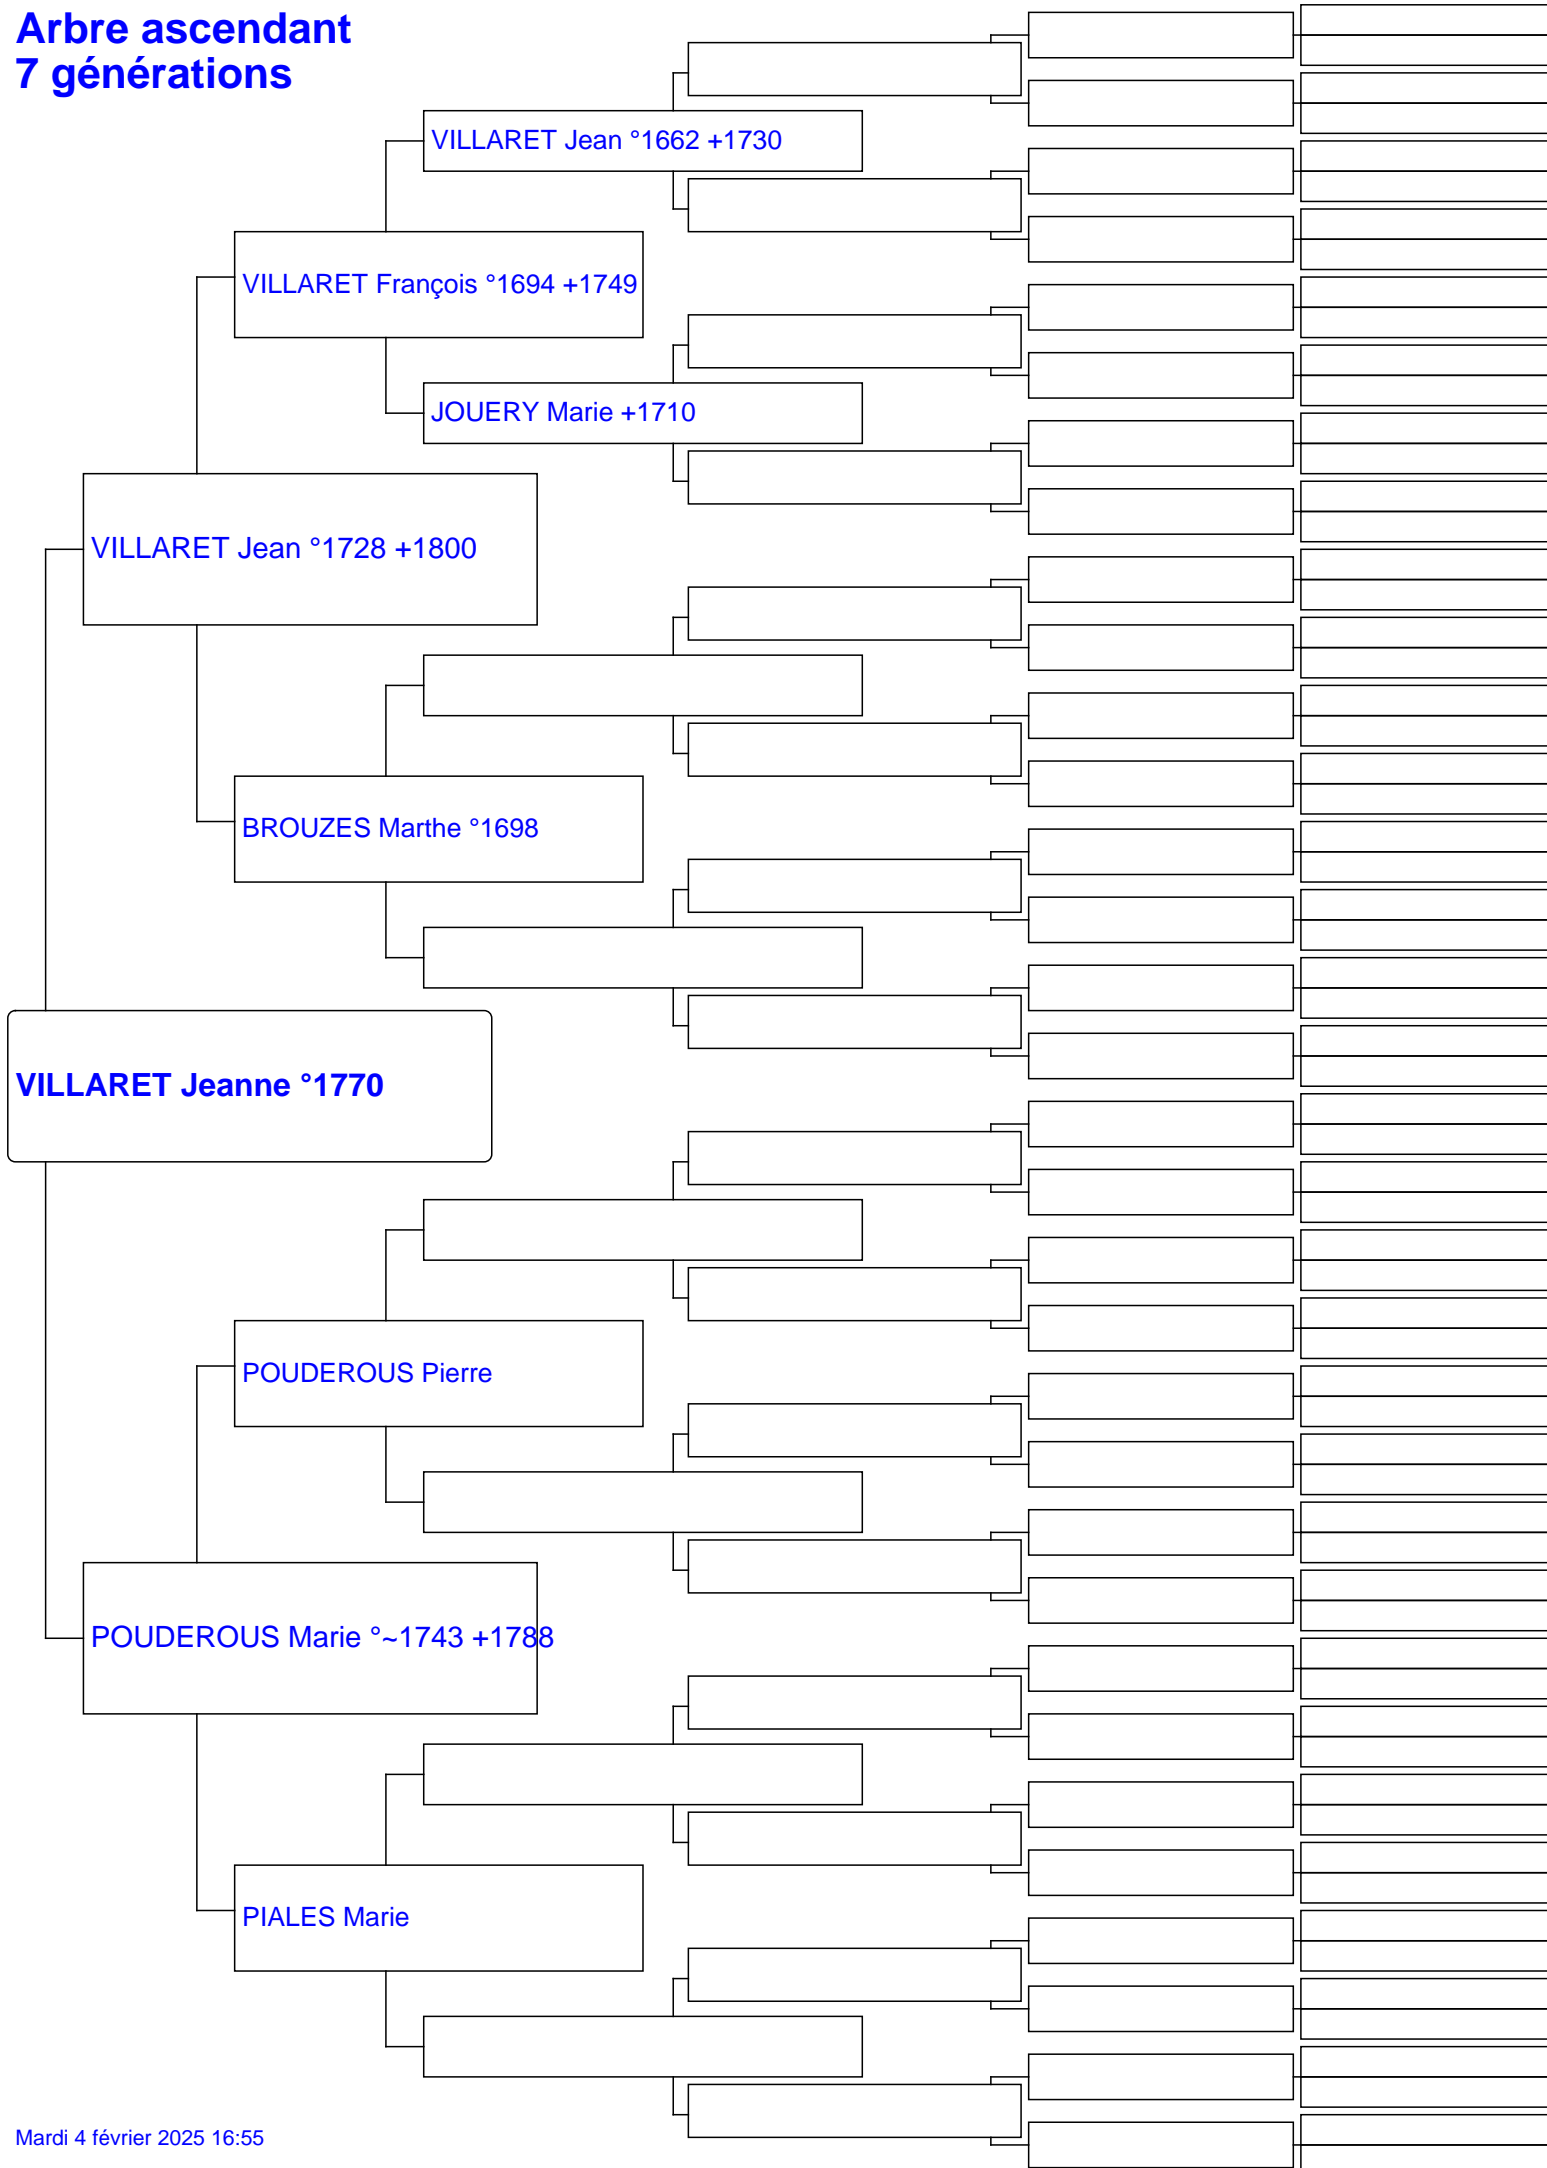 Arbre ascendant
7 générations
VILLARET Jean °1662 +1730
VILLARET François °1694 +1749
JOUERY Marie +1710
VILLARET Jean °1728 +1800
BROUZES Marthe °1698
VILLARET Jeanne °1770
POUDEROUS Pierre
POUDEROUS Marie °~1743 +1788
PIALES Marie
Mardi 4 février 2025 16:55